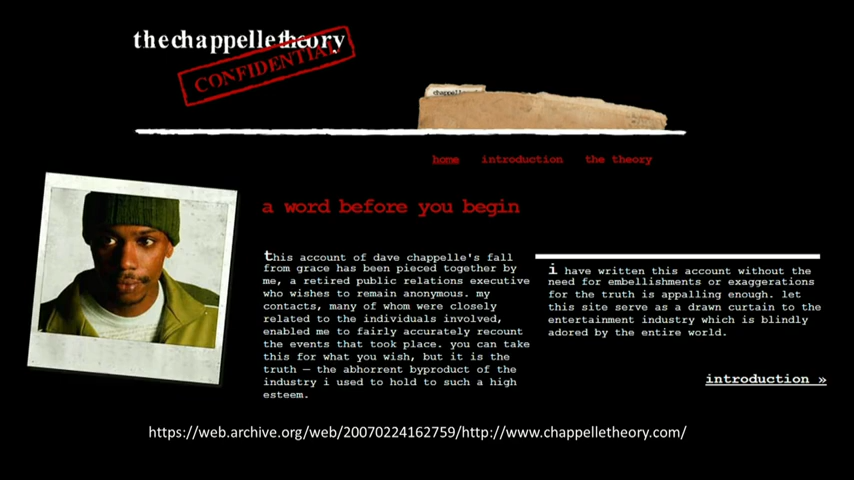 thechappelletheory
CONFIDENTIAL
home introduction the theory
a word before you begin
this account of dave chappelle's fall
from grace has been pieced together by
me, a retired public relations executive
who wishes to remain anonymous. my
contacts, many of whom were closely
related to the individuals involved,
enabled me to fairly accurately recount
the events that took place. you can take
this for what you wish, but it is the
truth — the abhorrent byproduct of the
industry i used to hold to such a high
esteem.
i have written this account without the
need for embellishments or exaggerations
for the truth is appalling enough. let
this site serve as a drawn curtain to the
entertainment industry which is blindly
adored by the entire world.
introduction »
https://web.archive.org/web/20070224162759/http://www.chappelletheory.com/